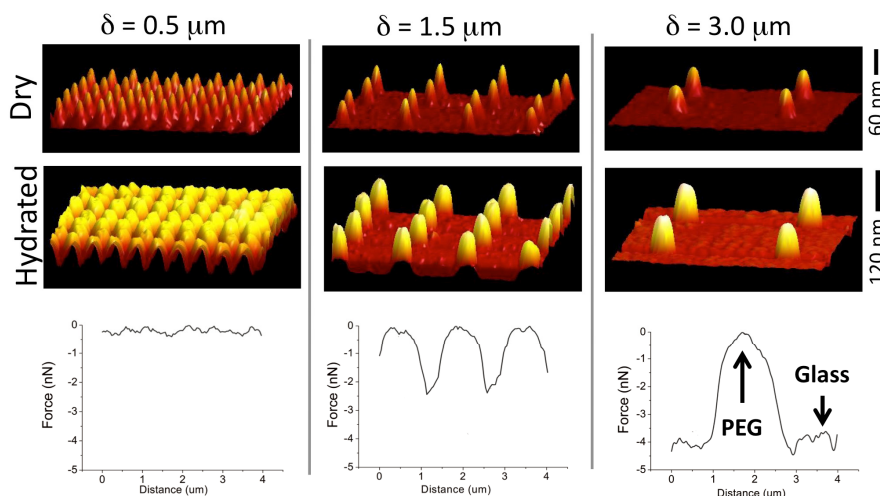 δ = 0.5 μm
δ = 1.5 μm
δ = 3.0 μm
Dry
60 nm
Hydrated
120 nm
Force (nN)
0
-1
-2
-3
-4
-5
0 1 2 3 4
Distance (um)
Force (nN)
0
-1
-2
-3
-4
-5
0 1 2 3 4
Distance (um)
Force (nN)
0
-1
-2
-3
-4
-5
0 1 2 3 4
Distance (um)
PEG
Glass